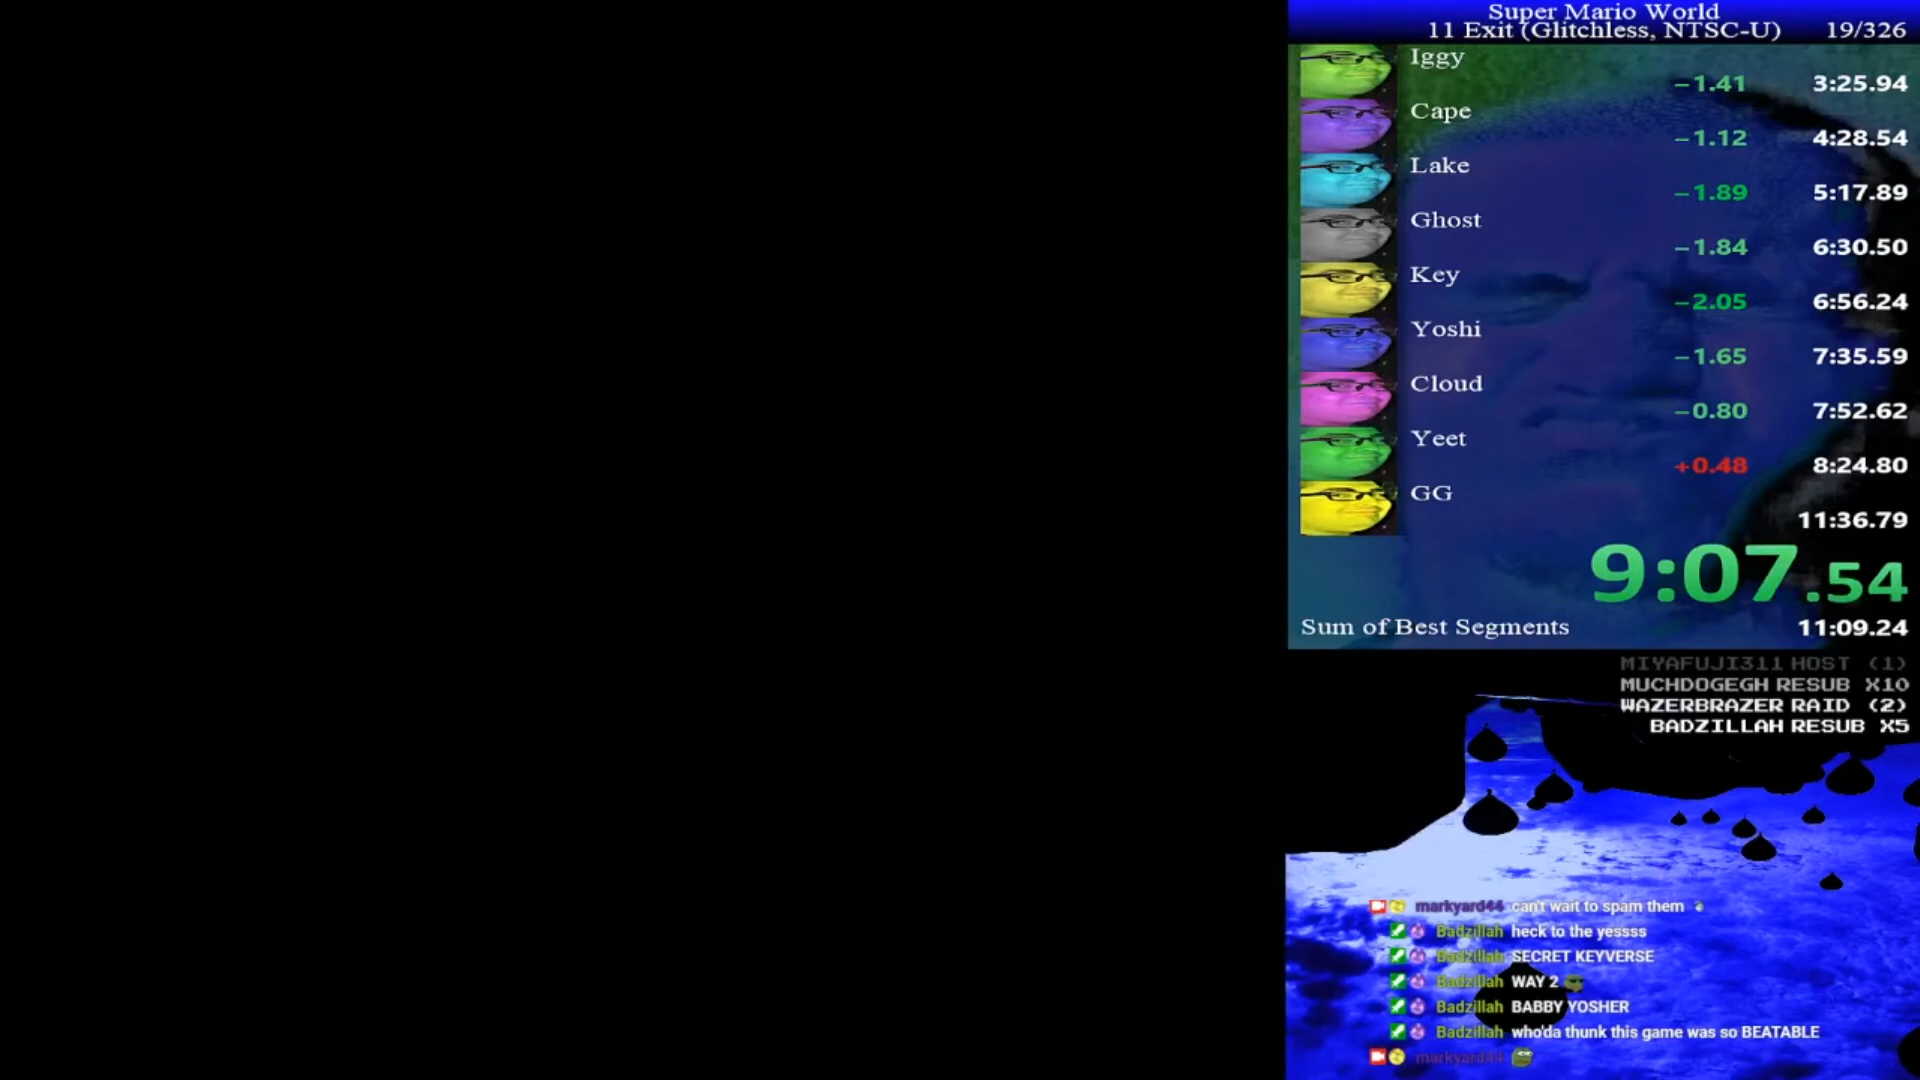 Super Mario World
11 Exit (Glitchless, NTSC-U) 19/326
Iggy
−1.41 3:25.94
Cape
−1.12 4:28.54
Lake
−1.89 5:17.89
Ghost
−1.84 6:30.50
Key
−2.05 6:56.24
Yoshi
−1.65 7:35.59
Cloud
−0.80 7:52.62
Yeet
+0.48 8:24.80
GG
11:36.79
9:07.54
Sum of Best Segments 11:09.24
MIYAFUJI311 HOST (1)
MUCHDOGEGH RESUB X10
WAZERBRAZER RAID (2)
BADZILLAH RESUB X5
markyard44 can't wait to spam them
Badzillah heck to the yessss
Badzillah SECRET KEYVERSE
Badzillah WAY 2
Badzillah BABBY YOSHER
Badzillah who'da thunk this game was so BEATABLE
markyard44